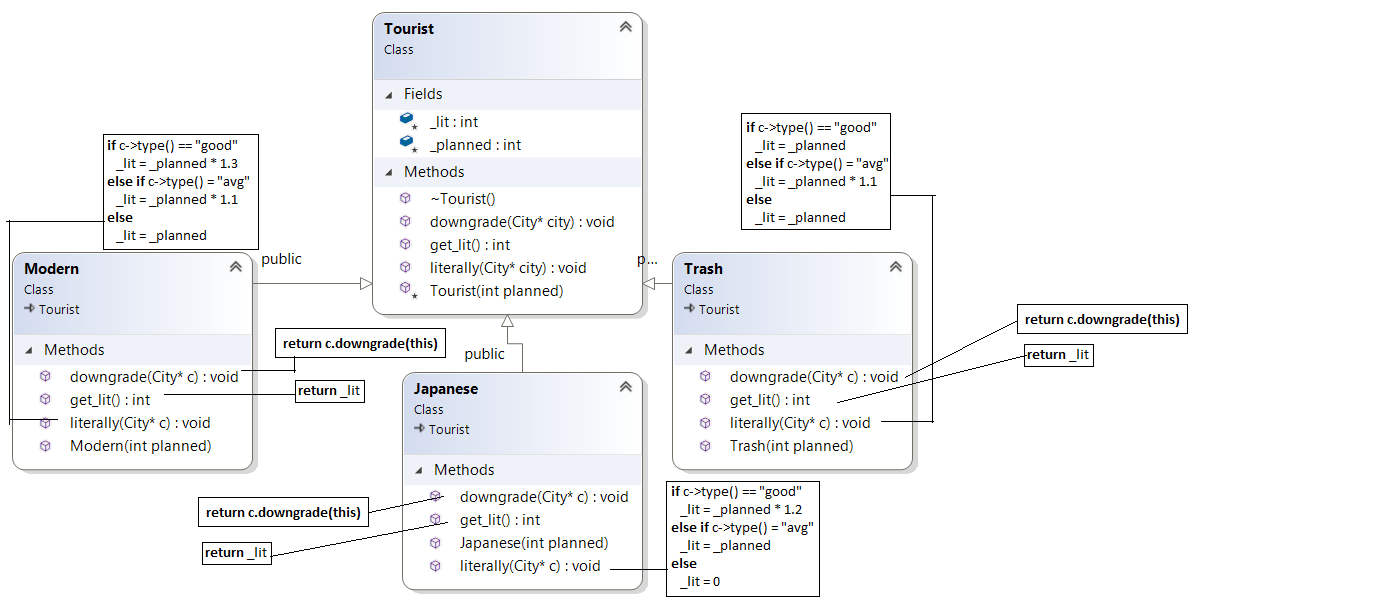 Tourist
Class
Fields
_lit : int
_planned : int
Methods
~Tourist()
downgrade(City* city) : void
get_lit() : int
literally(City* city) : void
Tourist(int planned)
if c->type() == "good"
_lit = _planned * 1.3
else if c->type() = "avg"
_lit = _planned * 1.1
else
_lit = _planned
public
Modern
Class
Tourist
Methods
downgrade(City* c) : void
get_lit() : int
literally(City* c) : void
Modern(int planned)
return c.downgrade(this)
return _lit
public
Japanese
Class
Tourist
Methods
downgrade(City* c) : void
get_lit() : int
Japanese(int planned)
literally(City* c) : void
return c.downgrade(this)
return _lit
if c->type() == "good"
_lit = _planned * 1.2
else if c->type() = "avg"
_lit = _planned
else
_lit = 0
if c->type() == "good"
_lit = _planned
else if c->type() = "avg"
_lit = _planned * 1.1
else
_lit = _planned
p...
Trash
Class
Tourist
Methods
downgrade(City* c) : void
get_lit() : int
literally(City* c) : void
Trash(int planned)
return c.downgrade(this)
return _lit